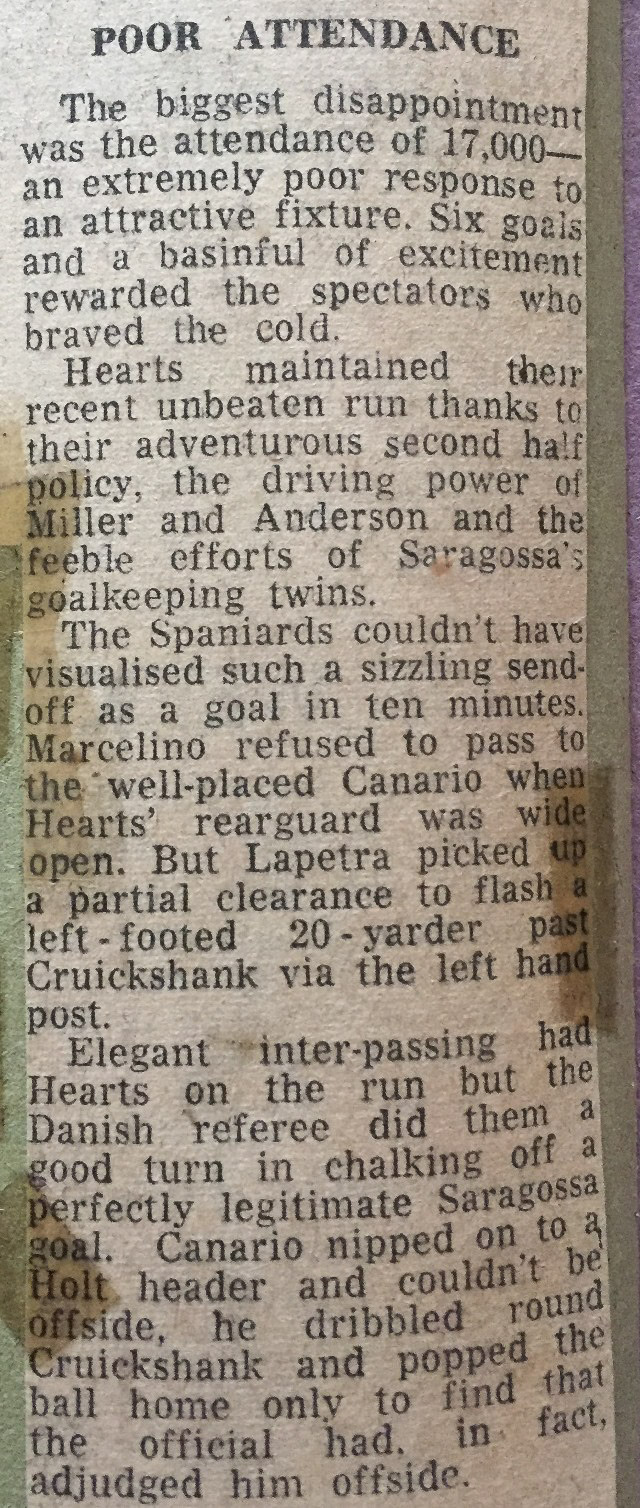 POOR ATTENDANCE
The biggest disappointment
was the attendance of 17,000—
an extremely poor response to
an attractive fixture. Six goals
and a basinful of excitement
rewarded the spectators who
braved the cold.
Hearts maintained their
recent unbeaten run thanks to
their adventurous second half
policy, the driving power of
Miller and Anderson and the
feeble efforts of Saragossa's
goalkeeping twins.
The Spaniards couldn't have
visualised such a sizzling send-
off as a goal in ten minutes.
Marcelino refused to pass to
the well-placed Canario when
Hearts' rearguard was wide
open. But Lapetra picked up
a partial clearance to flash a
left-footed 20-yarder past
Cruickshank via the left hand
post.
Elegant inter-passing had
Hearts on the run but the
Danish referee did them a
good turn in chalking off a
perfectly legitimate Saragossa
goal. Canario nipped on to a
Holt header and couldn't be
offside, he dribbled round
Cruickshank and popped the
ball home only to find that
the official had, in fact,
adjudged him offside.